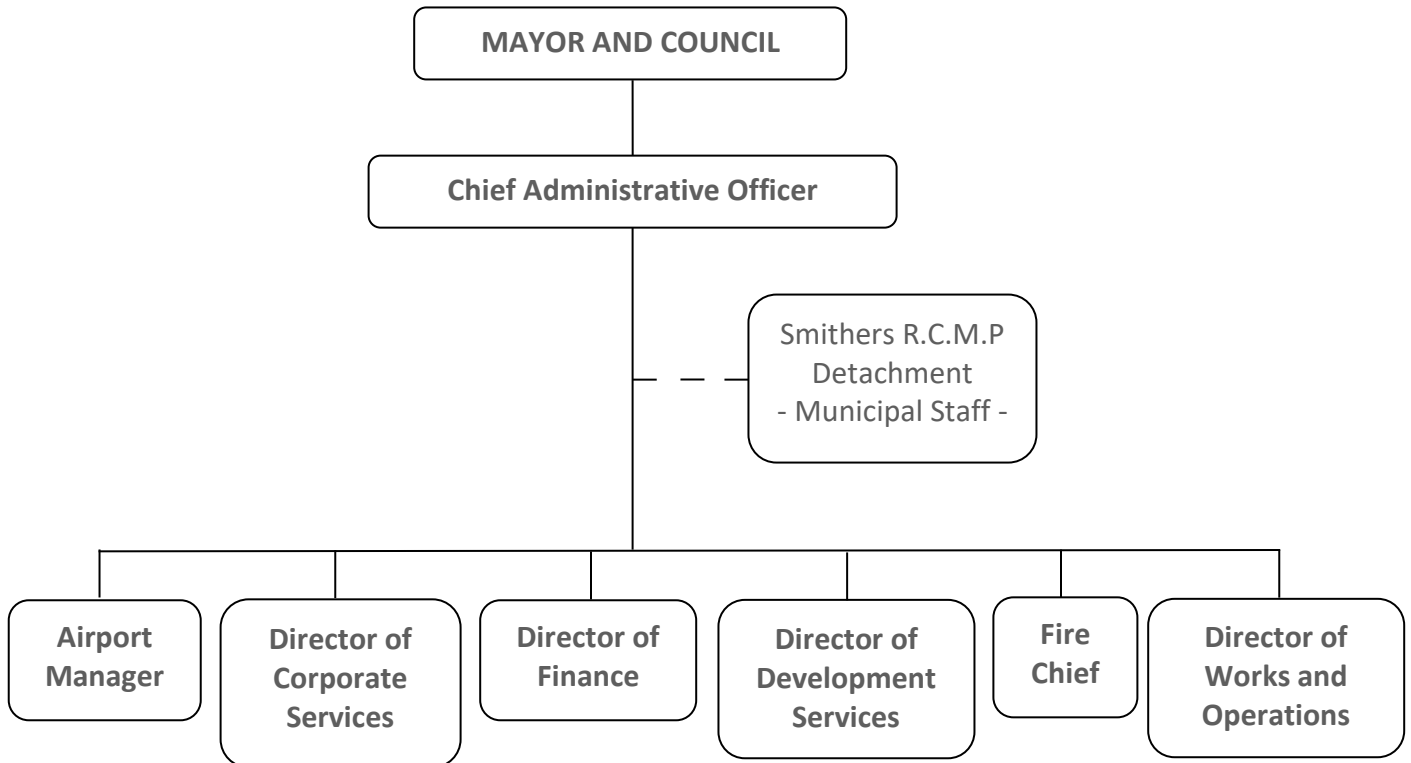 MAYOR AND COUNCIL
Chief Administrative Officer
Smithers R.C.M.P
Detachment
- Municipal Staff -
Airport
Manager
Director of
Corporate
Services
Director of
Finance
Director of
Development
Services
Fire
Chief
Director of
Works and
Operations